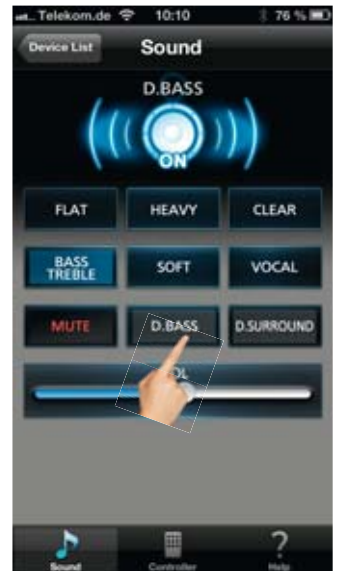 Telekom.de 10:10 76 %
Device List Sound
D.BASS
ON
FLAT HEAVY CLEAR
BASS
TREBLE SOFT VOCAL
MUTE D.BASS D.SURROUND
Sound Controller Help